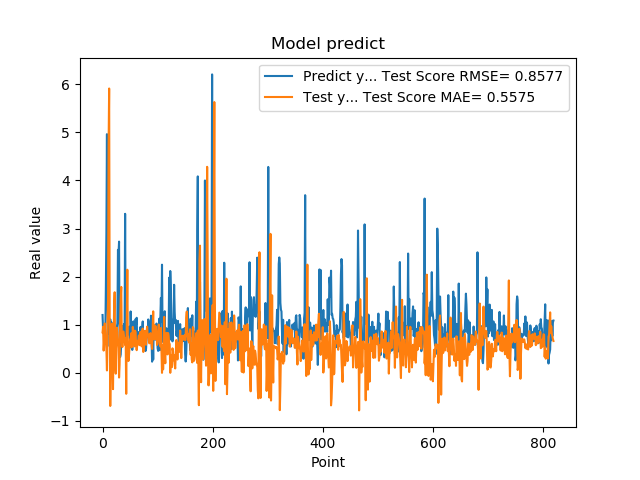 Model predict
Predict y... Test Score RMSE= 0.8577
Test y... Test Score MAE= 0.5575
Real value
6
5
4
3
2
1
0
−1
0 200 400 600 800
Point